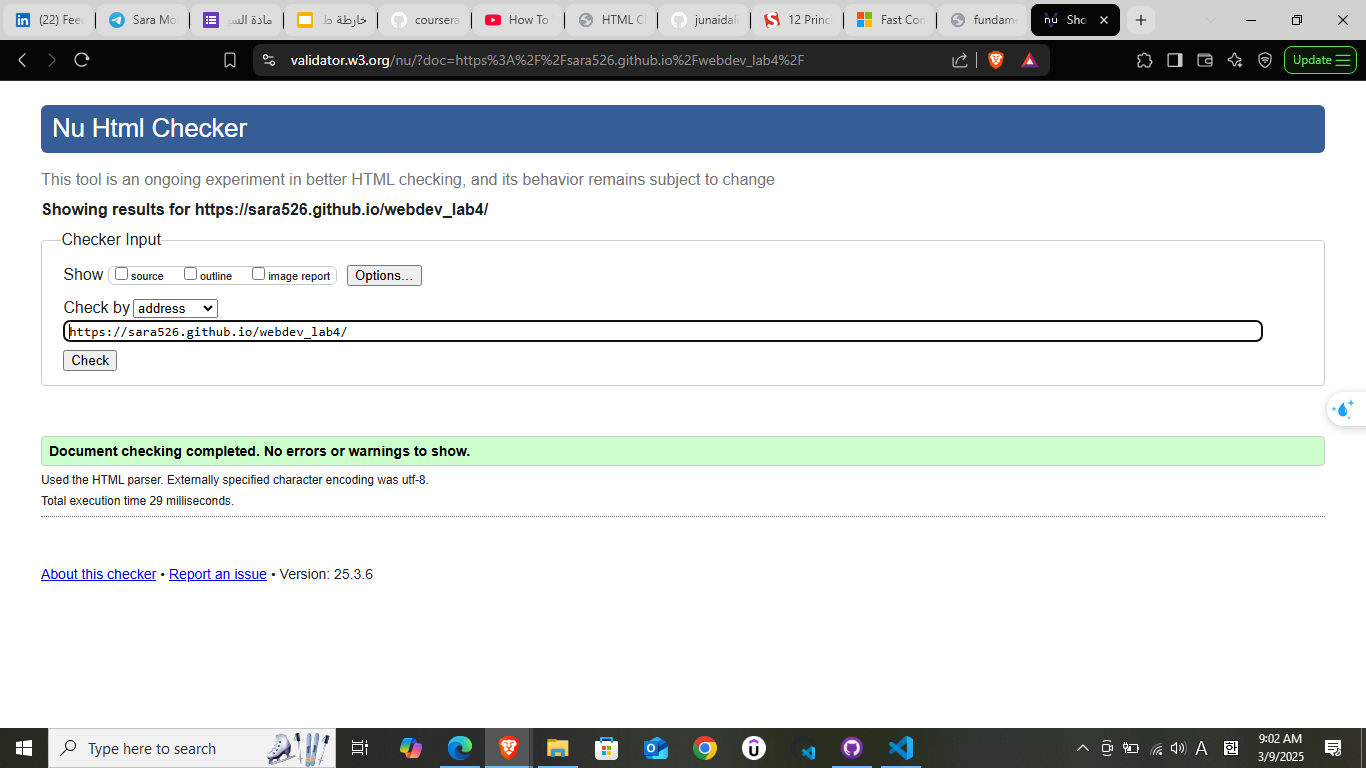 (22) Fee
Sara Mo
مادة الس
خارطة ط
coursera
How To
HTML Cl
junaidal
12 Princ
Fast Cor
fundame
Sho
validator.w3.org/nu/?doc=https%3A%2F%2Fsara526.github.io%2Fwebdev_lab4%2F
Update
Nu Html Checker
This tool is an ongoing experiment in better HTML checking, and its behavior remains subject to change
Showing results for https://sara526.github.io/webdev_lab4/
Checker Input
Show source outline image report Options...
Check by address
https://sara526.github.io/webdev_lab4/
Check
Document checking completed. No errors or warnings to show.
Used the HTML parser. Externally specified character encoding was utf-8.
Total execution time 29 milliseconds.
About this checker • Report an issue • Version: 25.3.6
Type here to search
A
9:02 AM
3/9/2025